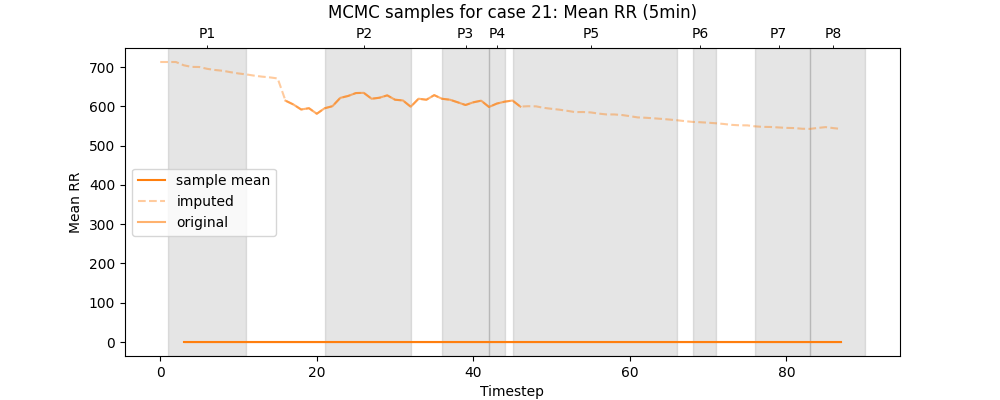 MCMC samples for case 21: Mean RR (5min)
P1 P2 P3 P4 P5 P6 P7 P8
700
600
500
400
300
200
100
0
Mean RR
sample mean
imputed
original
0 20 40 60 80
Timestep